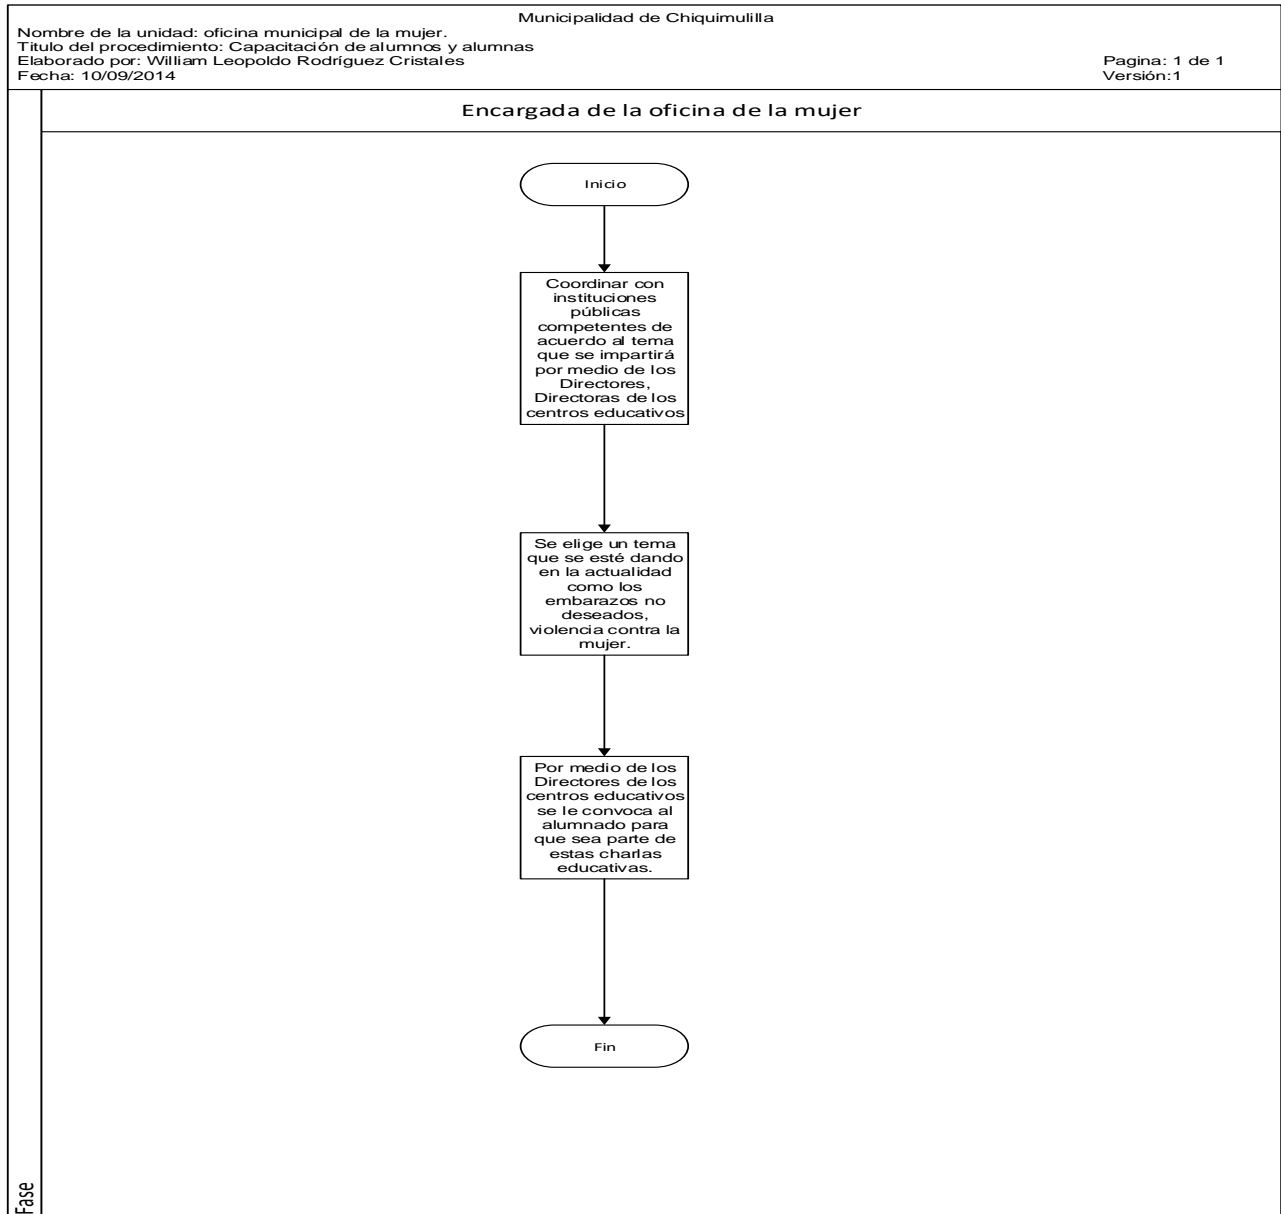 Municipalidad de Chiquimulilla
Nombre de la unidad: oficina municipal de la mujer.
Titulo del procedimiento: Capacitación de alumnos y alumnas
Elaborado por: William Leopoldo Rodríguez Cristales
Pagina: 1 de 1
Fecha: 10/09/2014
Versión:1
Encargada de la oficina de la mujer
Inicio
Coordinar con
instituciones
públicas
competentes de
acuerdo al tema
que se impartirá
por medio de los
Directores,
Directoras de los
centros educativos
Se elige un tema
que se esté dando
en la actualidad
como los
embarazos no
deseados,
violencia contra la
mujer.
Por medio de los
Directores de los
centros educativos
se le convoca al
alumnado para
que sea parte de
estas charlas
educativas.
Fin
Fase